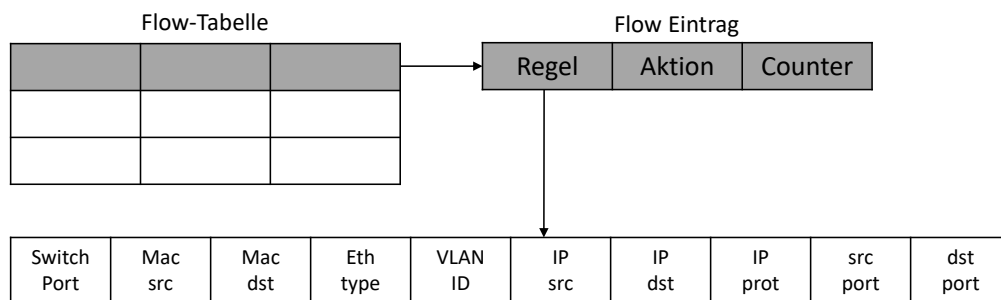 Flow-Tabelle
Flow Eintrag
Regel Aktion Counter
Switch Mac Mac Eth VLAN IP IP IP src dst
Port src dst type ID src dst prot port port